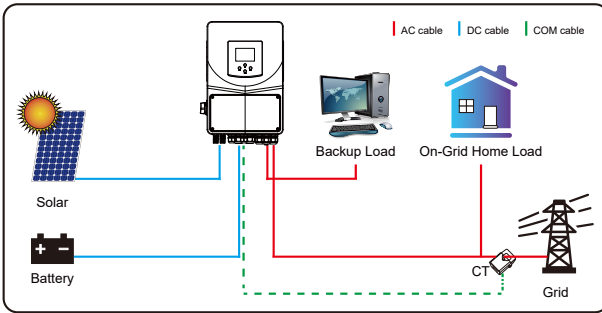 AC cable
DC cable
COM cable
Backup Load
On-Grid Home Load
Solar
Battery
CT
Grid